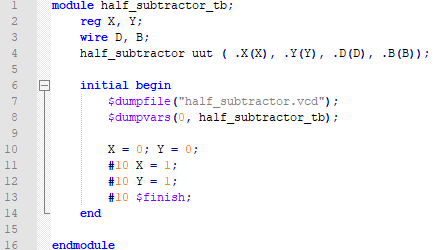 1 module half_subtractor_tb;
2 reg X, Y;
3 wire D, B;
4 half_subtractor uut ( .X(X), .Y(Y), .D(D), .B(B));
5
6 initial begin
7 $dumpfile("half_subtractor.vcd");
8 $dumpvars(0, half_subtractor_tb);
9
10 X = 0; Y = 0;
11 #10 X = 1;
12 #10 Y = 1;
13 #10 $finish;
14 end
15
16 endmodule